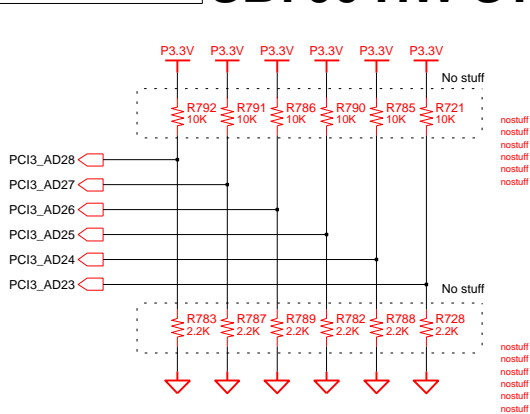 P3.3V P3.3V P3.3V P3.3V P3.3V P3.3V
No stuff
R792 R791 R786 R790 R785 R721
10K 10K 10K 10K 10K 10K
nostuff
nostuff
nostuff
nostuff
nostuff
nostuff
PCI3_AD28
PCI3_AD27
PCI3_AD26
PCI3_AD25
PCI3_AD24
PCI3_AD23
No stuff
R783 R787 R789 R782 R788 R728
2.2K 2.2K 2.2K 2.2K 2.2K 2.2K
nostuff
nostuff
nostuff
nostuff
nostuff
nostuff